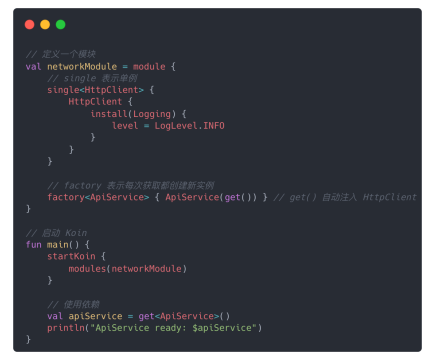 // 定义一个模块
val networkModule = module {
    // single 表示单例
    single<HttpClient> {
        HttpClient {
            install(Logging) {
                level = LogLevel.INFO
            }
        }
    }

    // factory 表示每次获取都创建新实例
    factory<ApiService> { ApiService(get()) } // get() 自动注入 HttpClient
}

// 启动 Koin
fun main() {
    startKoin {
        modules(networkModule)
    }

    // 使用依赖
    val apiService = get<ApiService>()
    println("ApiService ready: $apiService")
}